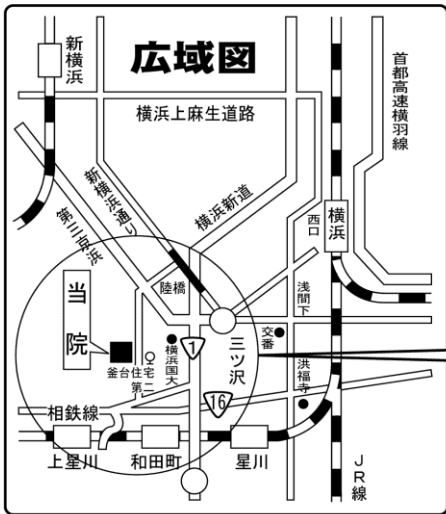 広域図
新横浜
横浜上麻生道路
首都高速横羽線
新横浜通り
横浜新道
第三京浜
西口
横浜
陸橋
浅間下
当院
釜台住宅
第二
横浜国大
1
三ツ沢
交番
洪福寺
16
相鉄線
上星川
和田町
星川
JR線